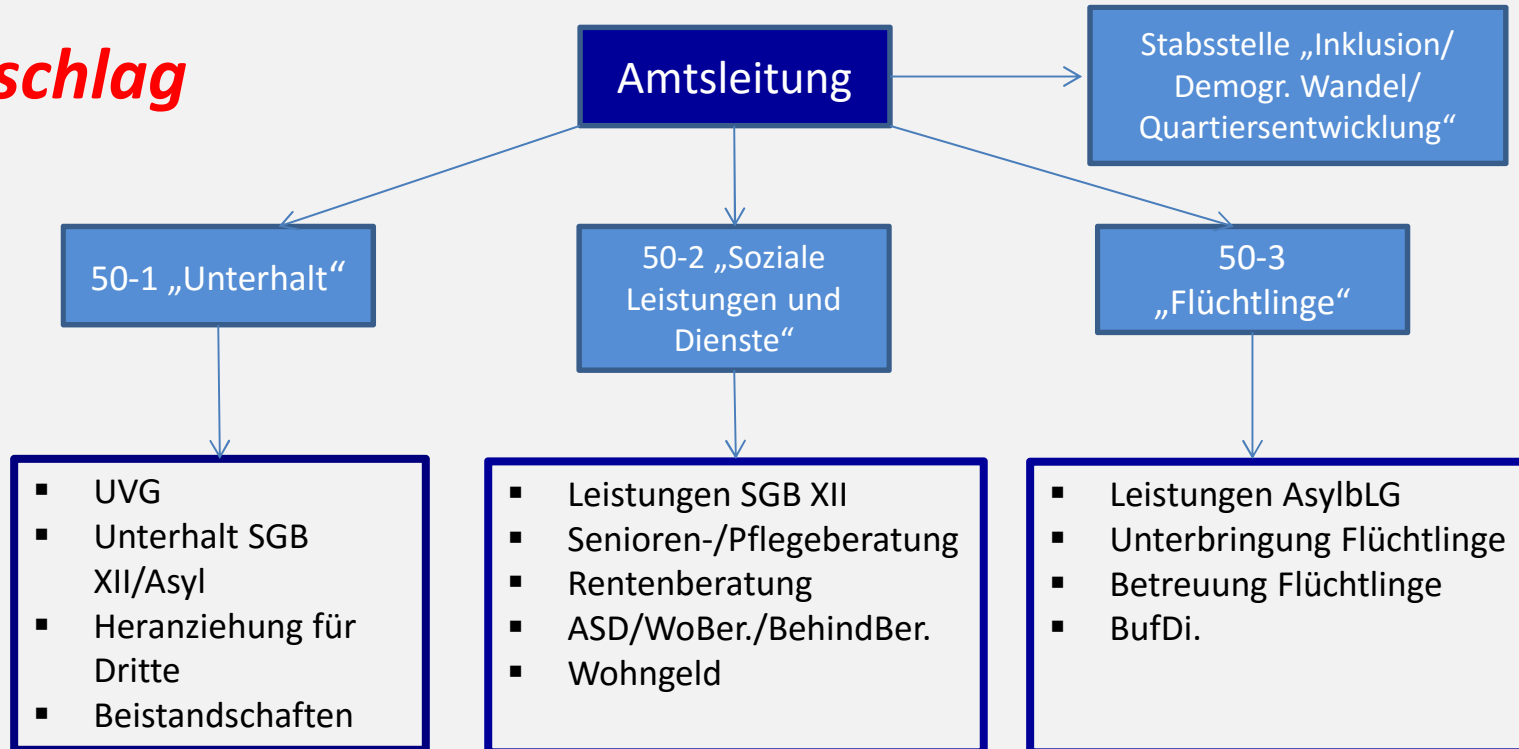 schlag
Amtsleitung
Stabsstelle „Inklusion/
Demogr. Wandel/
Quartiersentwicklung“
50-1 „Unterhalt“
50-2 „Soziale
Leistungen und
Dienste“
50-3
„Flüchtlinge“
▪ UVG
▪ Unterhalt SGB
XII/Asyl
▪ Heranziehung für
Dritte
▪ Beistandschaften
▪ Leistungen SGB XII
▪ Senioren-/Pflegeberatung
▪ Rentenberatung
▪ ASD/WoBer./BehindBer.
▪ Wohngeld
▪ Leistungen AsylbLG
▪ Unterbringung Flüchtlinge
▪ Betreuung Flüchtlinge
▪ BufDi.